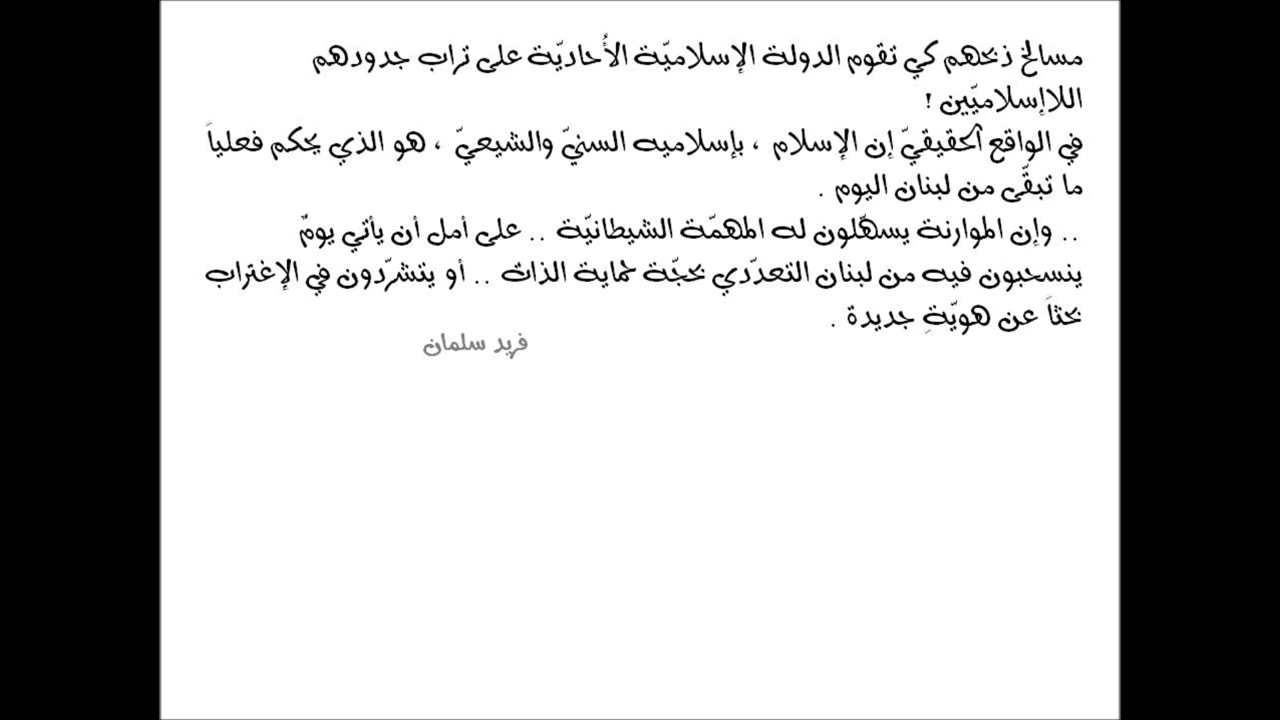 مسالخ ذبحهم كي تقوم الدولة الإسلاميّة الأُحاديّة على تراب جدودهم
اللاإسلاميّين !
في الواقع الحقيقيّ إن الإسلام ، بإسلاميه السنيّ والشيعيّ ، هو الذي يحكم فعلياً
ما تبقّى من لبنان اليوم .
.. وإن الموارنة يسهّلون له المهمّة الشيطانيّة .. على أمل أن يأتي يومٌ
ينسحبون فيه من لبنان التعدّدي بحجّة حماية الذات .. أو يتشرّدون في الإغتراب
بحثاً عن هويّةِ جديدة .
فريد سلمان